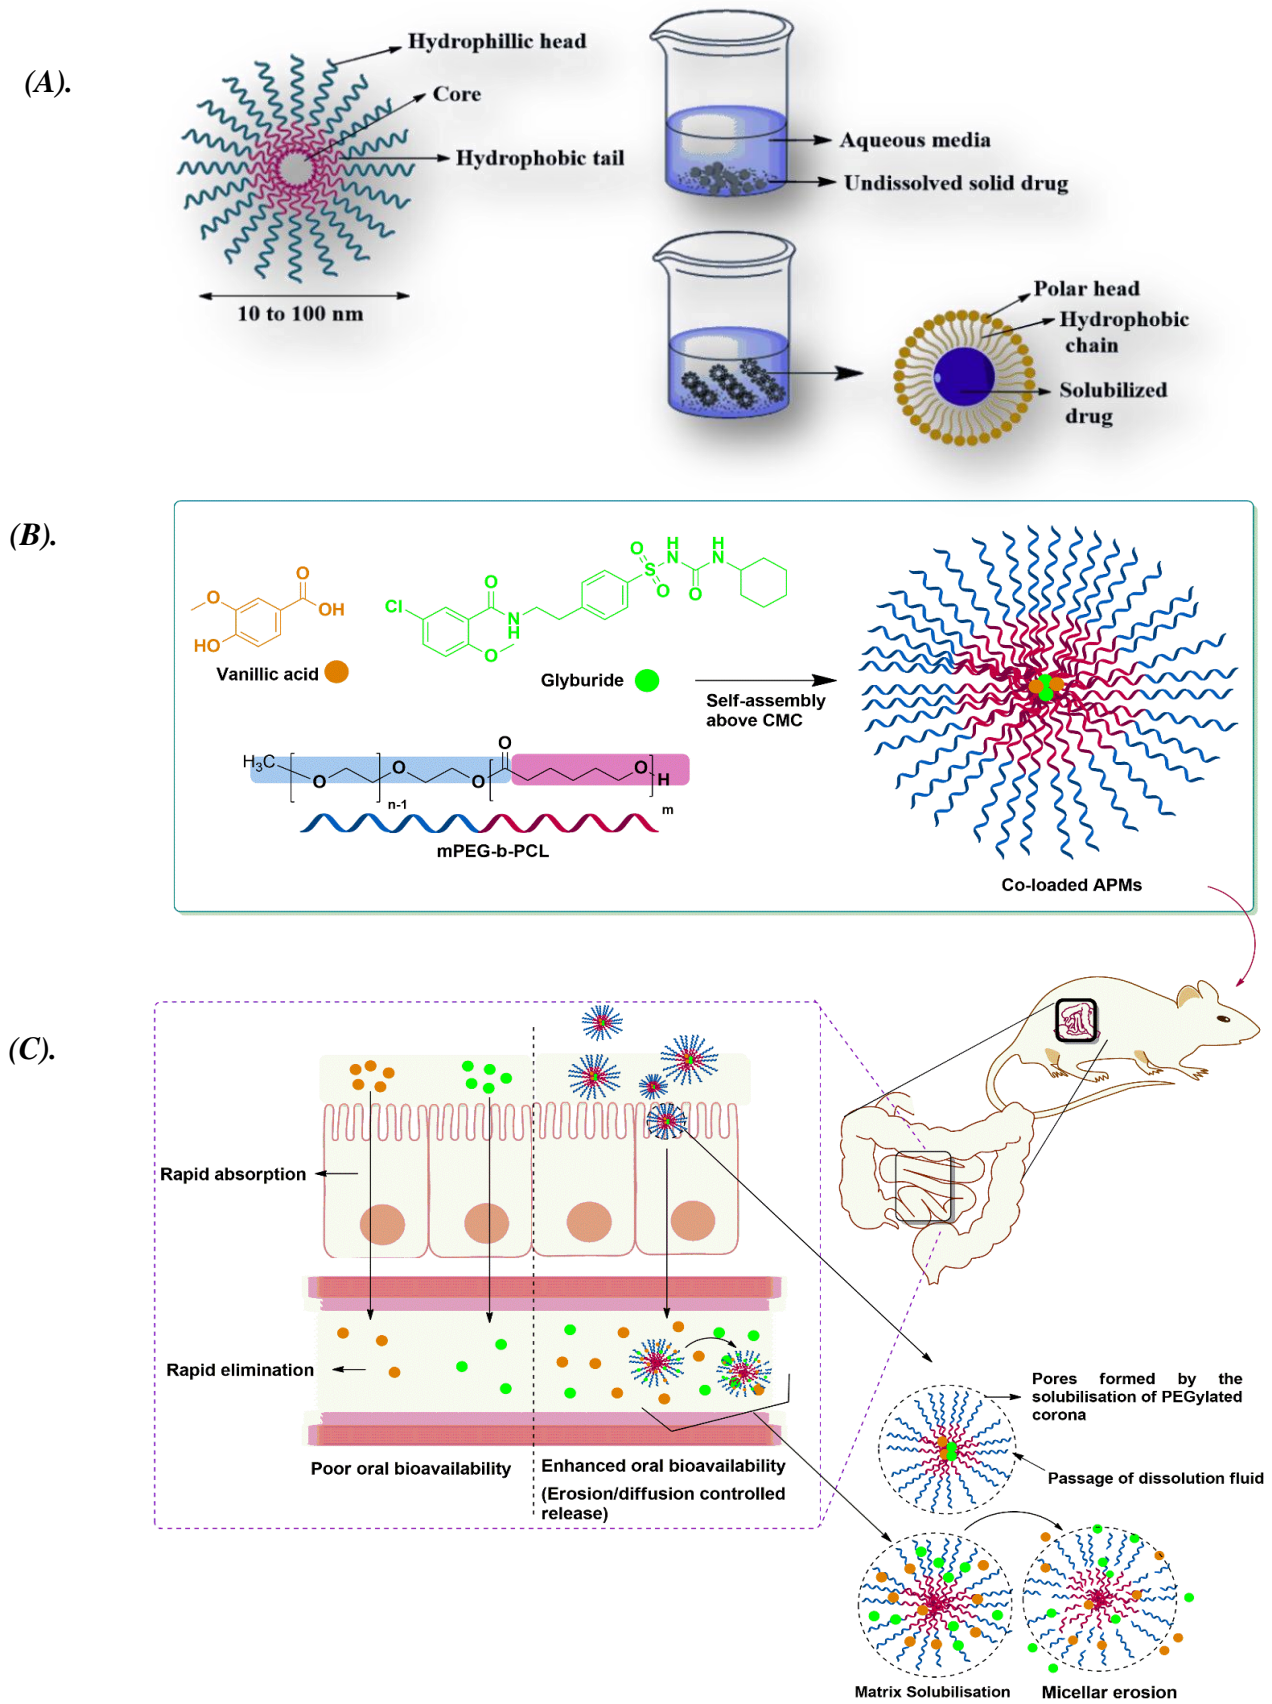 (A).
Hydrophillic head
Core
Hydrophobic tail
10 to 100 nm
Aqueous media
Undissolved solid drug
Polar head
Hydrophobic
chain
Solubilized
drug
(B).
O
O
OH
HO
Vanillic acid
Cl
O
N
H
O
O
S
O
H
N
O
H
N
Glyburide
Self-assembly
above CMC
H3C
O
n-1
O
O
O
O
H
m
mPEG-b-PCL
Co-loaded APMs
(C).
Rapid absorption
Rapid elimination
Poor oral bioavailability
Enhanced oral bioavailability
(Erosion/diffusion controlled
release)
Pores formed by the
solubilisation of PEGylated
corona
Passage of dissolution fluid
Matrix Solubilisation
Micellar erosion